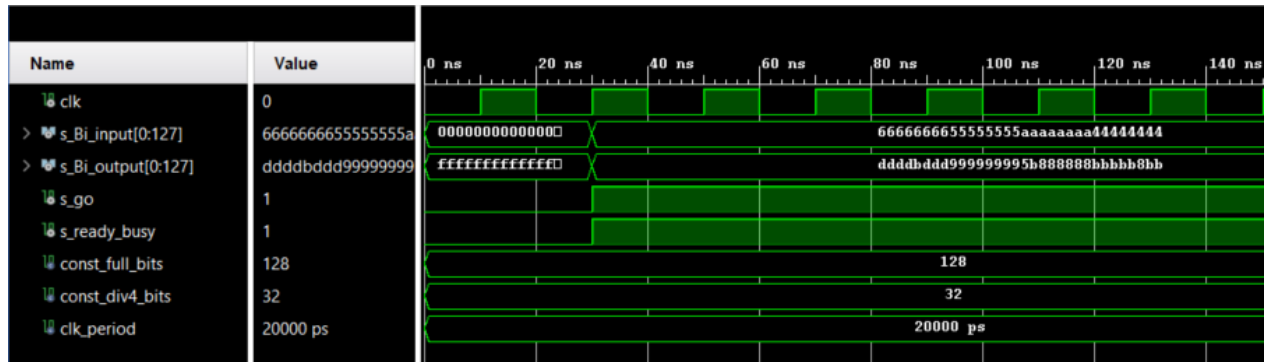 Name Value 0 ns 20 ns 40 ns 60 ns 80 ns 100 ns 120 ns 140 ns
clk 0
s_Bi_input[0:127] 6666666655555555a 0000000000000□ 6666666655555555aaaaaaaa44444444
s_Bi_output[0:127] ddddbddd99999999 fffffffffffff□ ddddbddd999999995b888888bbbbb8bb
s_go 1
s_ready_busy 1
const_full_bits 128 128
const_div4_bits 32 32
clk_period 20000 ps 20000 ps